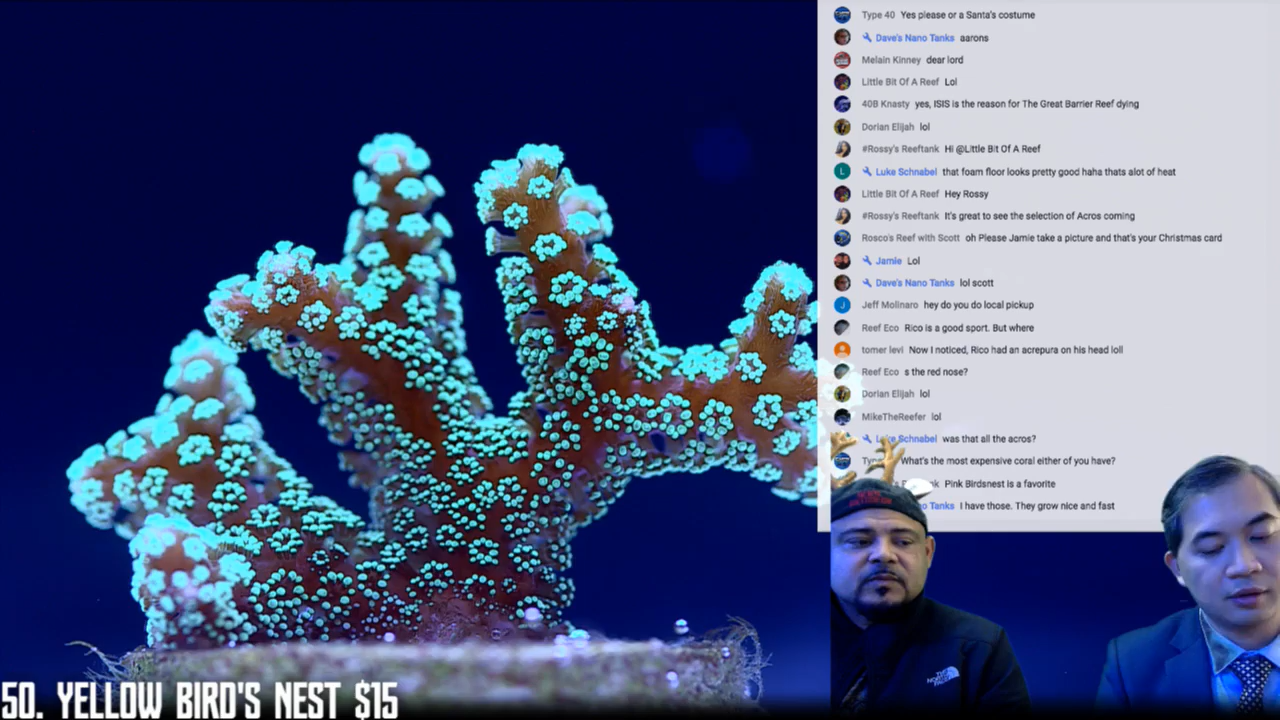 Type 40 Yes please or a Santa's costume
Dave's Nano Tanks aarons
Melain Kinney dear lord
Little Bit Of A Reef Lol
40B Knasty yes, ISIS is the reason for The Great Barrier Reef dying
Dorian Elijah lol
#Rossy's Reeftank Hi @Little Bit Of A Reef
L Luke Schnabel that foam floor looks pretty good haha thats alot of heat
Little Bit Of A Reef Hey Rossy
#Rossy's Reeftank It's great to see the selection of Acros coming
Rosco's Reef with Scott oh Please Jamie take a picture and that's your Christmas card
Jamie Lol
Dave's Nano Tanks lol scott
J Jeff Molinaro hey do you do local pickup
Reef Eco Rico is a good sport. But where
tomer levi Now I noticed, Rico had an acrepura on his head loll
Reef Eco s the red nose?
Dorian Elijah lol
MikeTheReefer lol
Luke Schnabel was that all the acros?
What's the most expensive coral either of you have?
Pink Birdsnest is a favorite
Tanks I have those. They grow nice and fast
THE NORTH FACE
50. YELLOW BIRD'S NEST $15